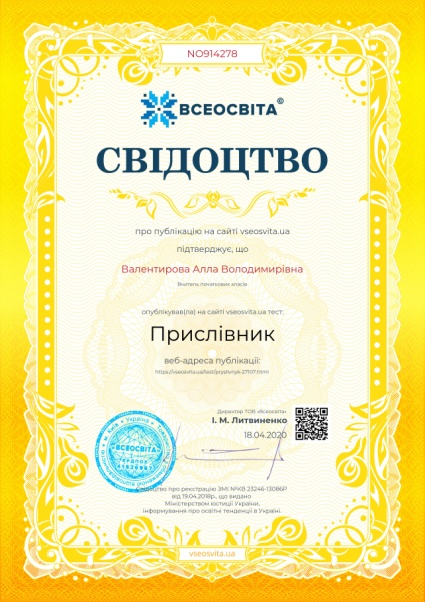 NO914278
ВСЕОСВІТА©
СВІДОЦТВО
про публікацію на сайті vseosvita.ua
підтверджує, що
Валентирова Алла Володимирівна
Вчитель початкових класів
опублікував(ла) на сайті vseosvita.ua тест:
Прислівник
веб-адреса публікації:
https://vseosvita.ua/test/pryslivnyk-27107.html
Директор ТОВ «Всеосвіта»
І. М. Литвиненко
18.04.2020
ВСЕОСВІТА
Свідоцтво про реєстрацію ЗМІ №КВ 23246-13086Р
від 19.04.2018р., що видано
Міністерством юстиції України,
інформування про освітні тенденції в Україні.
vseosvita.ua